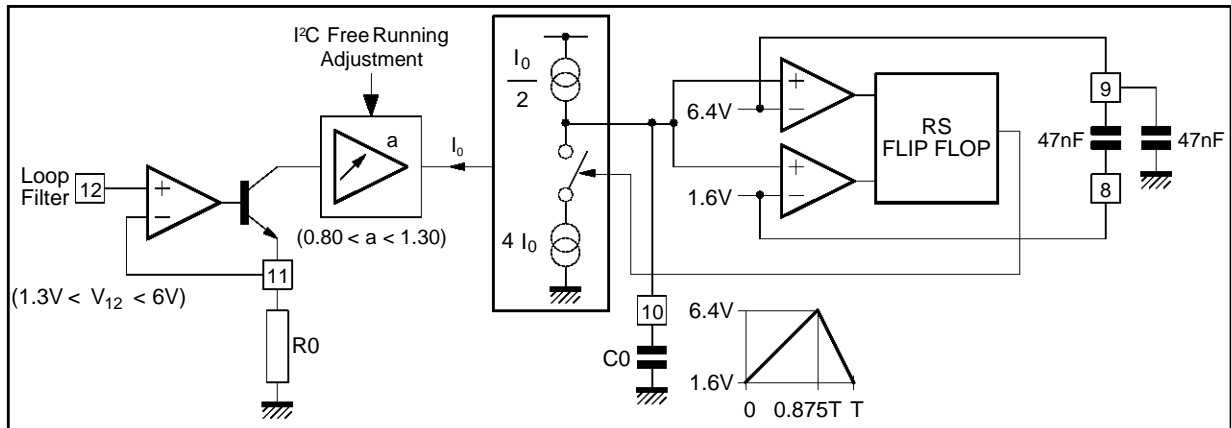 I²C Free Running
Adjustment
a
I0
(0.80 < a < 1.30)
Loop
Filter
12
+
−
11
(1.3V < V12 < 6V)
R0
I0
2
4 I0
10
C0
6.4V
+
−
1.6V
+
−
RS
FLIP FLOP
9
47nF
47nF
8
6.4V
1.6V
0 0.875T T